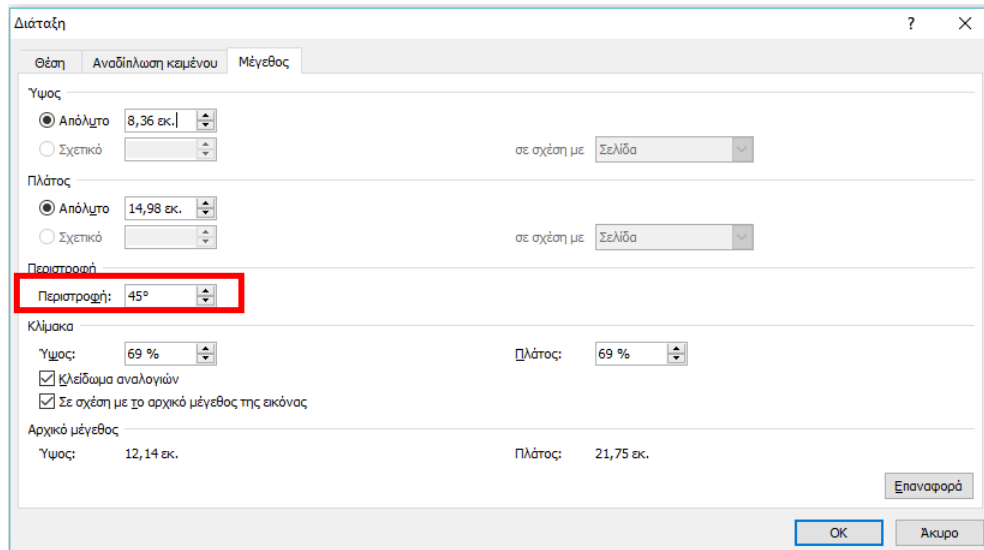 Διάταξη ?
Θέση Αναδίπλωση κειμένου Μέγεθος
Ύψος
Απόλυτο 8,36 εκ.
Σχετικό σε σχέση με Σελίδα
Πλάτος
Απόλυτο 14,98 εκ.
Σχετικό σε σχέση με Σελίδα
Περιστροφή
Περιστροφή: 45°
Κλίμακα
Ύψος: 69 % Πλάτος: 69 %
Κλείδωμα αναλογιών
Σε σχέση με το αρχικό μέγεθος της εικόνας
Αρχικό μέγεθος
Ύψος: 12,14 εκ. Πλάτος: 21,75 εκ.
Επαναφορά
OK Άκυρο